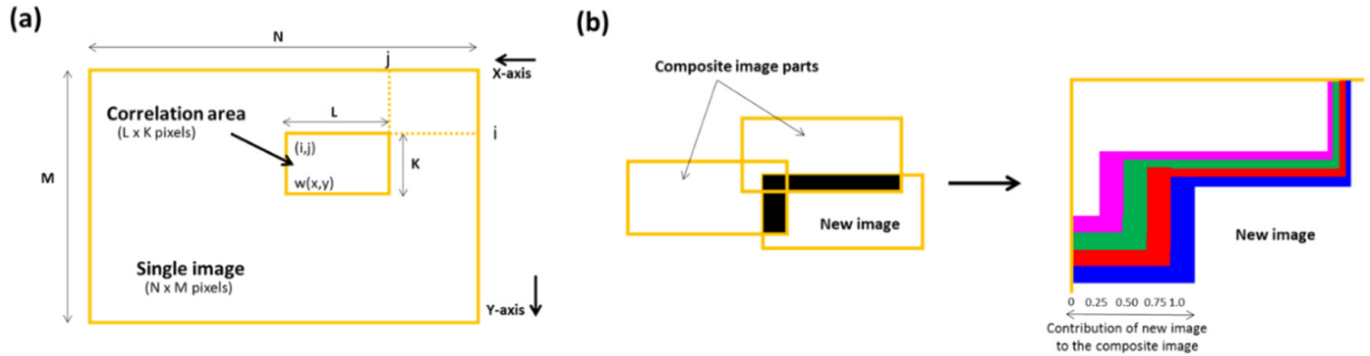 (a)
N
j
X-axis
Correlation area
(L x K pixels)
L
i
(i,j)
K
w(x,y)
M
Single image
(N x M pixels)
Y-axis
(b)
Composite image parts
New image
New image
0 0.25 0.50 0.75 1.0
Contribution of new image
to the composite image